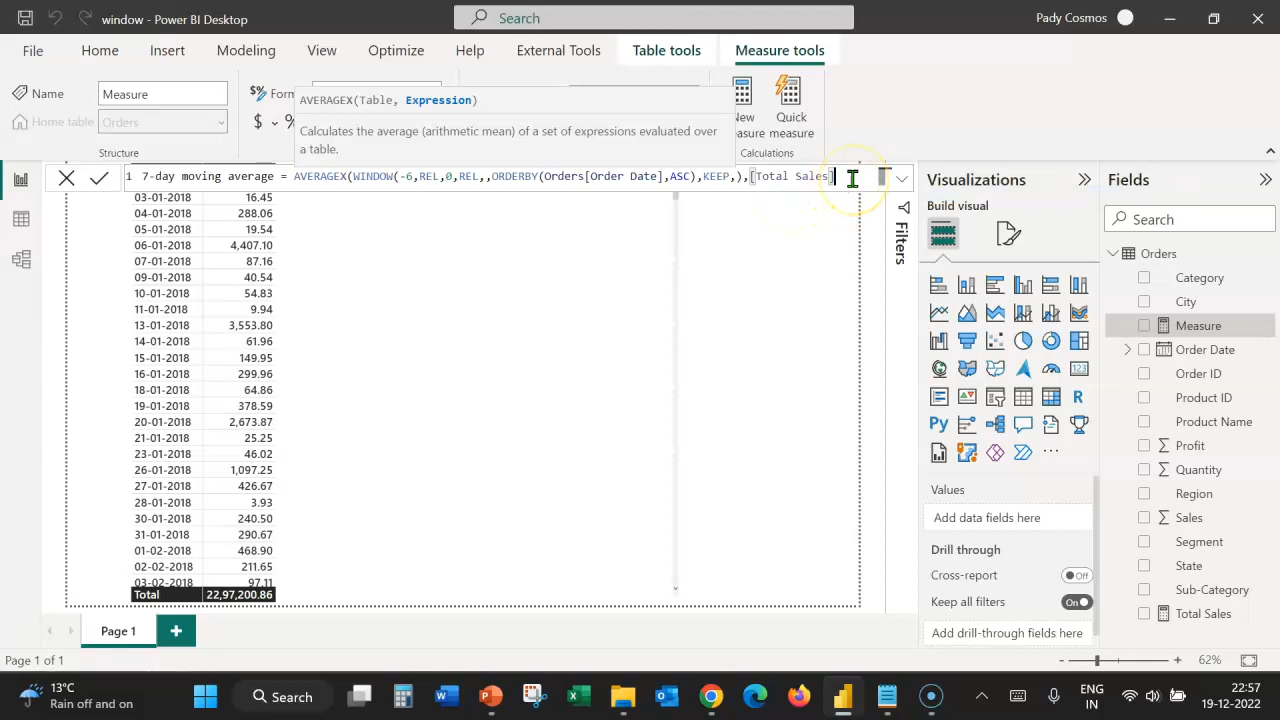 window - Power BI Desktop
Search
Pady Cosmos
File
Home
Insert
Modeling
View
Optimize
Help
External Tools
Table tools
Measure tools
Name
Measure
Home table
Orders
Structure
Form
$
%
New
easure
Quick
measure
Calculations
AVERAGEX(Table, Expression)
Calculates the average (arithmetic mean) of a set of expressions evaluated over
a table.
1 7-day mving average = AVERAGEX(WINDOW(-6,REL,0,REL,,ORDERBY(Orders[Order Date],ASC),KEEP,),[Total Sales]
03-01-2018 16.45
04-01-2018 288.06
05-01-2018 19.54
06-01-2018 4,407.10
07-01-2018 87.16
09-01-2018 40.54
10-01-2018 54.83
11-01-2018 9.94
13-01-2018 3,553.80
14-01-2018 61.96
15-01-2018 149.95
16-01-2018 299.96
18-01-2018 64.86
19-01-2018 378.59
20-01-2018 2,673.87
21-01-2018 25.25
23-01-2018 46.02
26-01-2018 1,097.25
27-01-2018 426.67
28-01-2018 3.93
30-01-2018 240.50
31-01-2018 290.67
01-02-2018 468.90
02-02-2018 211.65
03-02-2018 97.11
Total 22,97,200.86
Filters
Visualizations
Build visual
123
R
Py
Values
Add data fields here
Drill through
Cross-report
Off
Keep all filters
On
Add drill-through fields here
Fields
Search
Orders
Category
City
Measure
Order Date
Order ID
Product ID
Product Name
Profit
Quantity
Region
Sales
Segment
State
Sub-Category
Total Sales
Page 1
Page 1 of 1
62%
13°C
Rain off and on
Search
ENG
IN
22:57
19-12-2022